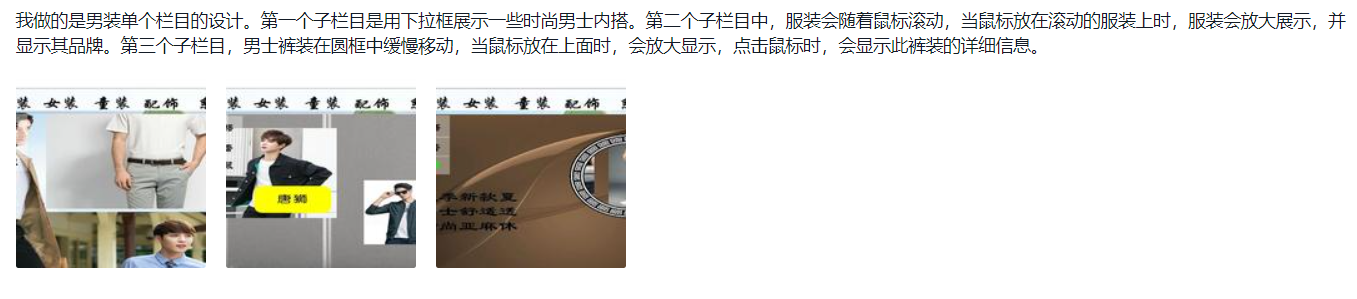 我做的是男装单个栏目的设计。第一个子栏目是用下拉框展示一些时尚男士内搭。第二个子栏目中，服装会随着鼠标滚动，当鼠标放在滚动的服装上时，服装会放大展示，并
显示其品牌。第三个子栏目，男士裤装在圆框中缓慢移动，当鼠标放在上面时，会放大显示，点击鼠标时，会显示此裤装的详细信息。
装 女装 童装 配饰
装 女装 童装 配饰
装 女装 童装 配饰
唐狮
季新款夏
士舒适透
尚亚麻休